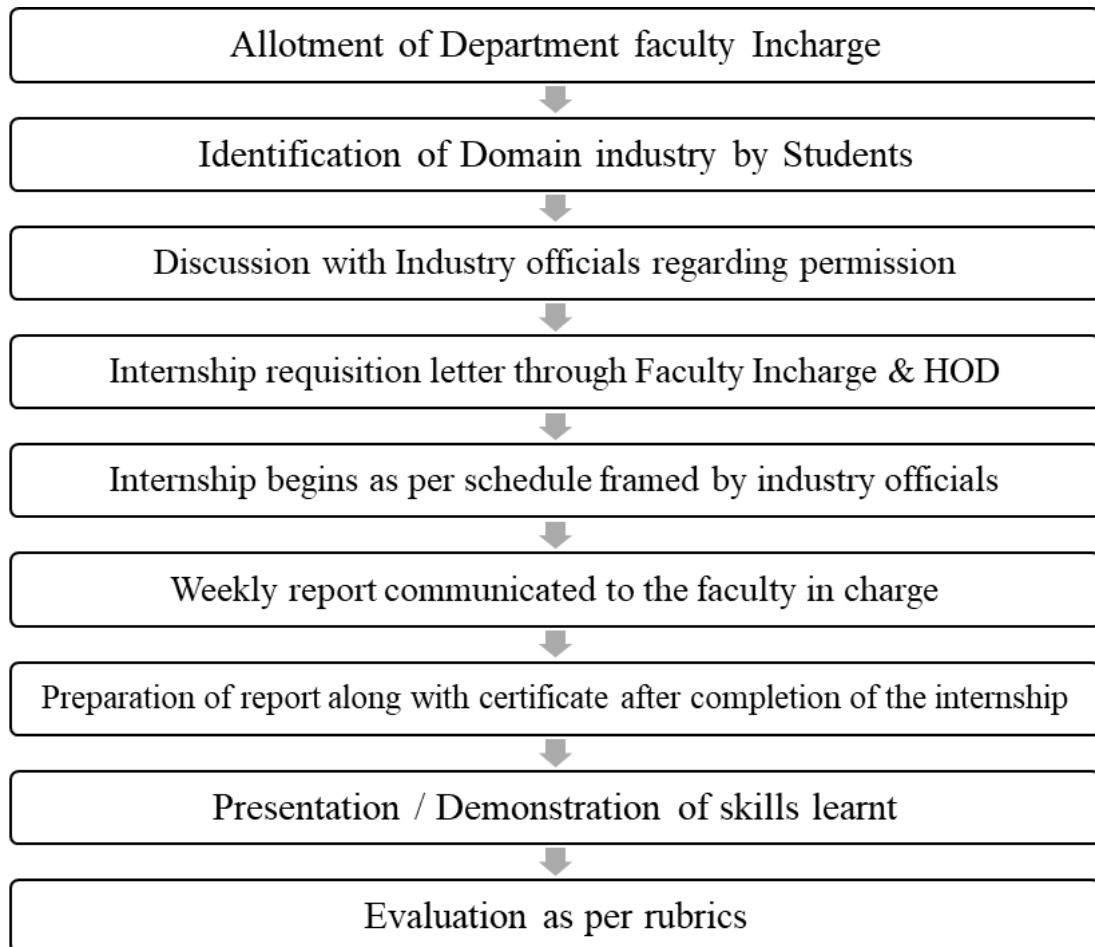 Allotment of Department faculty Incharge
Identification of Domain industry by Students
Discussion with Industry officials regarding permission
Internship requisition letter through Faculty Incharge & HOD
Internship begins as per schedule framed by industry officials
Weekly report communicated to the faculty in charge
Preparation of report along with certificate after completion of the internship
Presentation / Demonstration of skills learnt
Evaluation as per rubrics